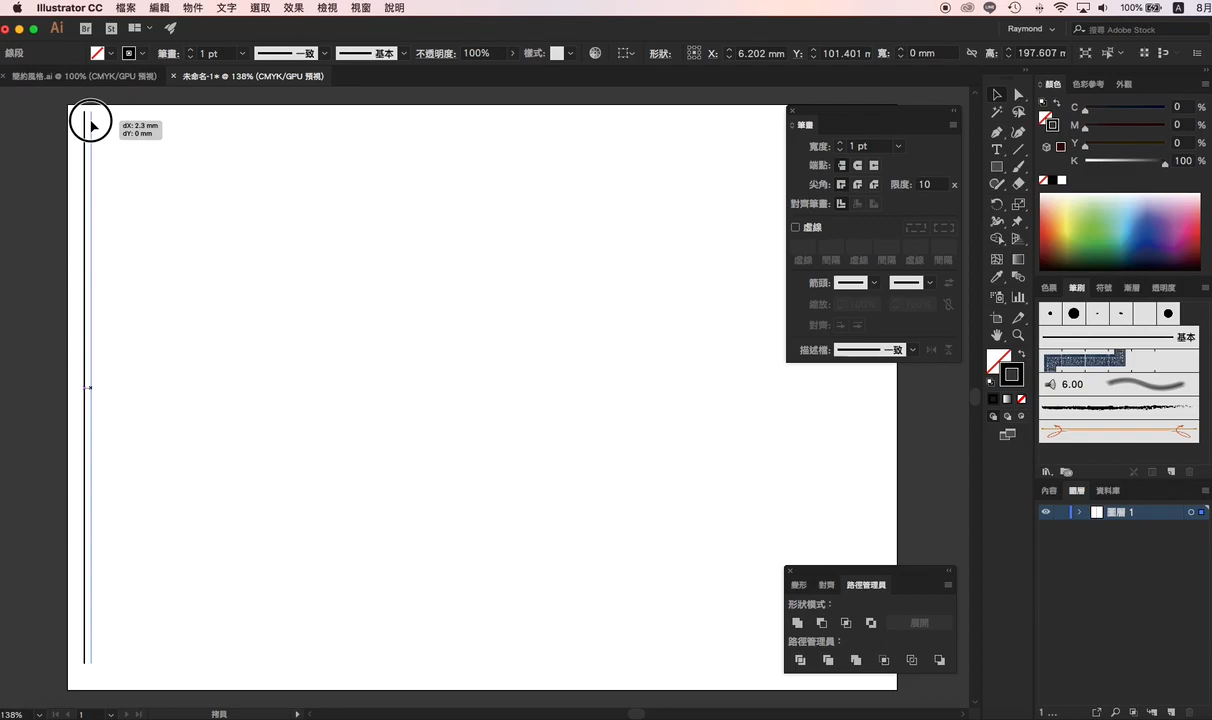 Illustrator CC 檔案 編輯 物件 文字 選取 效果 檢視 視窗 說明 100% A 8月
Ai Br St Raymond 搜尋 Adobe Stock
線段 筆畫: 1 pt 一致 基本 不透明度: 100% 樣式: 形狀: X: 6.202 mm Y: 101.401 m 寬: 0 mm 高: 197.607 m
簡約風格.ai @ 100% (CMYK/GPU 預視) 未命名-1* @ 138% (CMYK/GPU 預視)
dX: 2.3 mm
dY: 0 mm
筆畫
寬度: 1 pt
端點:
尖角: 限度: 10 x
對齊筆畫:
虛線
虛線 間隔 虛線 間隔 虛線 間隔
箭頭:
縮放: 100% 100%
對齊:
描述檔: 一致
變形 對齊 路徑管理員
形狀模式:
展開
路徑管理員:
顏色 色彩參考 外觀
C 0 %
M 0 %
Y 0 %
K 100 %
色票 筆刷 符號 漸層 透明度
基本
6.00
內容 圖層 資料庫
圖層 1
1 ...
138% 1 拷貝